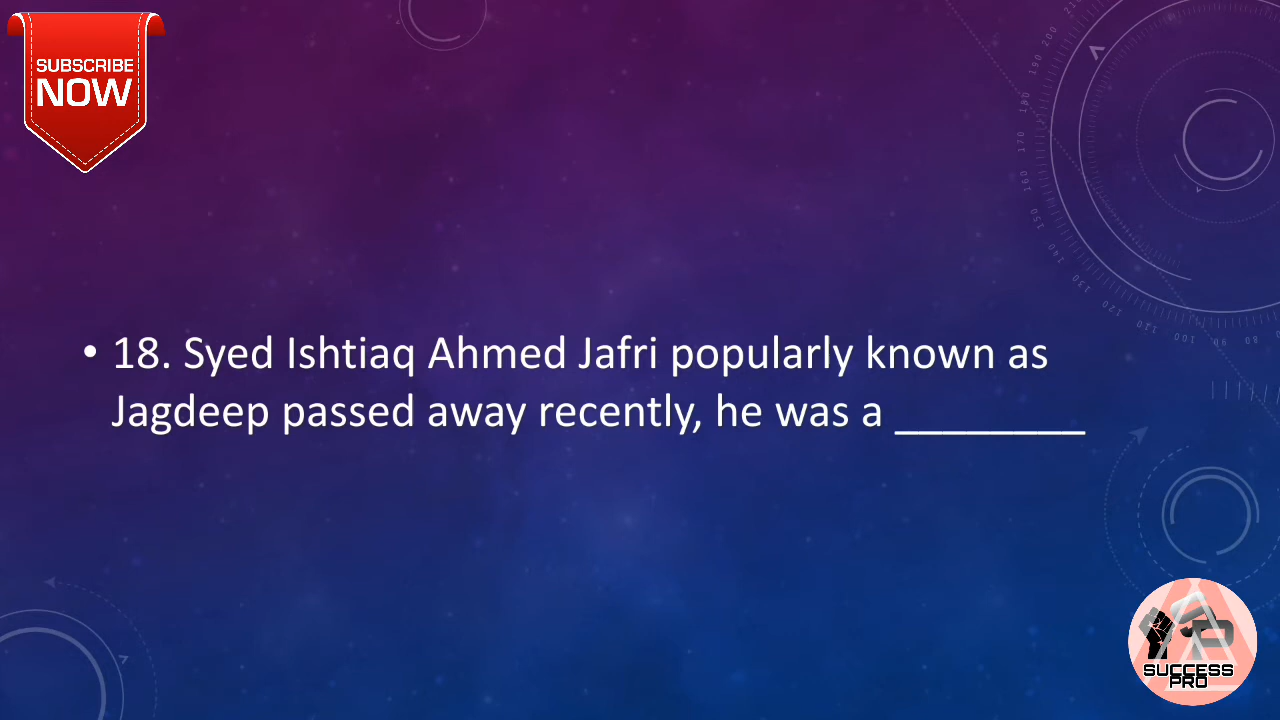 SUBSCRIBE
NOW
• 18. Syed Ishtiaq Ahmed Jafri popularly known as
Jagdeep passed away recently, he was a ________
SUCCESS
PRO